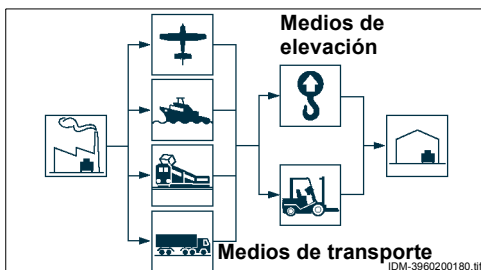 Medios de
elevación
Medios de transporte
IDM-3960200180.tif